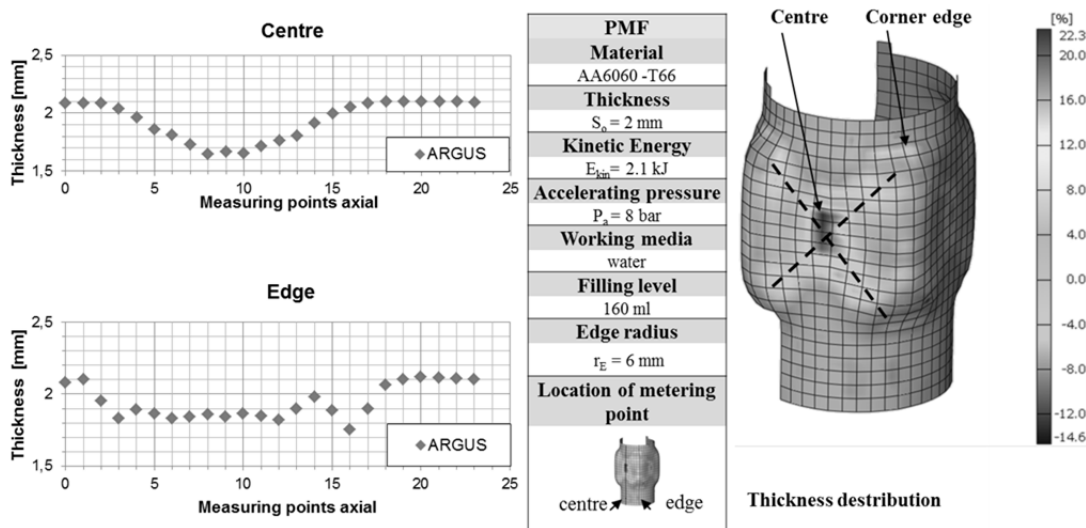 Centre
Thickness [mm]
2,5
2
1,5
0 5 10 15 20 25
ARGUS
Measuring points axial
Edge
Thickness [mm]
2,5
2
1,5
0 5 10 15 20 25
ARGUS
Measuring points axial
PMF
Material
AA6060 -T66
Thickness
Sₒ = 2 mm
Kinetic Energy
Eₖᵢₙ= 2.1 kJ
Accelerating pressure
Pₐ = 8 bar
Working media
water
Filling level
160 ml
Edge radius
r_E = 6 mm
Location of metering
point
centre edge
Centre Corner edge
[%]
22.3
20.0
16.0
12.0
8.0
4.0
0.0
-4.0
-8.0
-12.0
-14.6
Thickness destribution